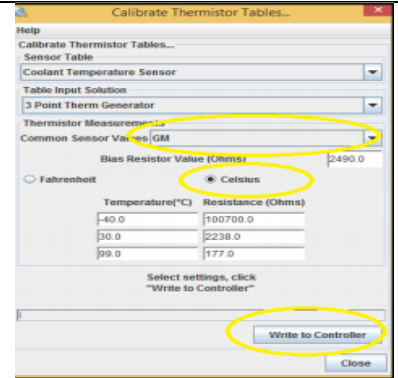 Calibrate Thermistor Tables...
Help
Calibrate Thermistor Tables...
Sensor Table
Coolant Temperature Sensor
Table Input Solution
3 Point Therm Generator
Thermistor Measurements
Common Sensor Values GM
Bias Resistor Value (Ohms) 2490.0
Fahrenheit Celsius
Temperature(°C) Resistance (Ohms)
-40.0 100700.0
30.0 2238.0
99.0 177.0
Select settings, click
"Write to Controller"
Write to Controller
Close